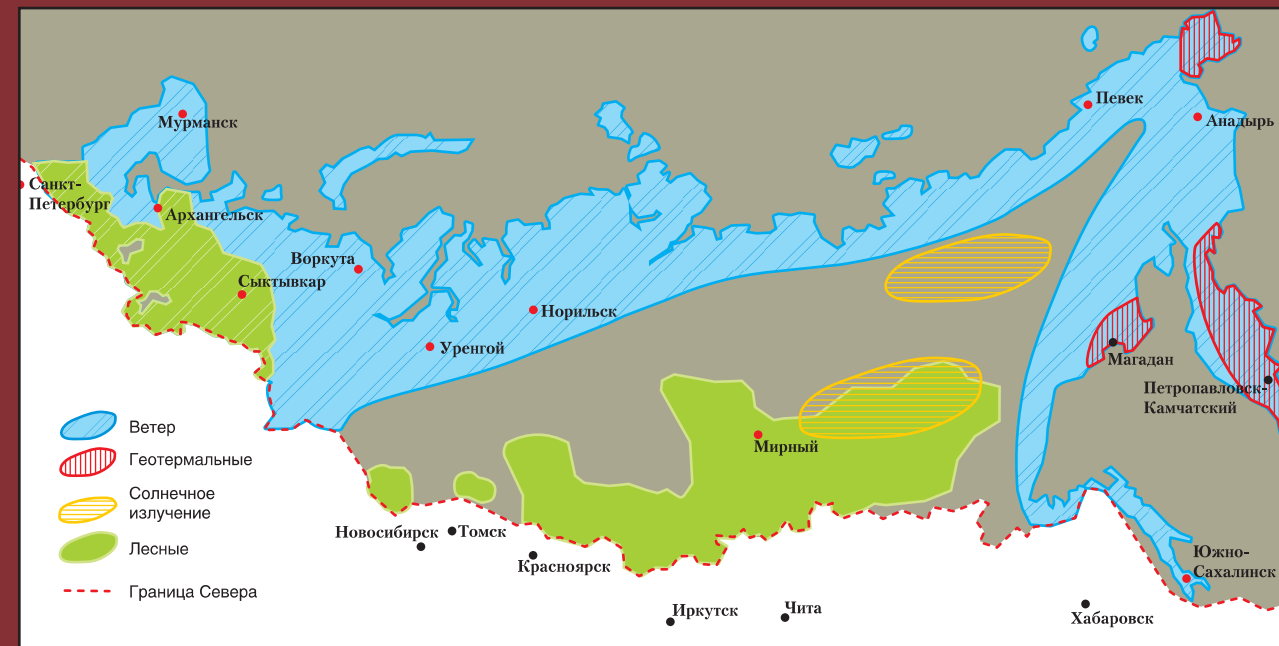 Мурманск
Певек
Анадырь
Санкт-
Петербург
Архангельск
Воркута
Сыктывкар
Норильск
Уренгой
Магадан
Петропавловск-
Камчатский
Мирный
Ветер
Геотермальные
Солнечное
излучение
Лесные
Граница Севера
Новосибирск
Томск
Красноярск
Иркутск
Чита
Хабаровск
Южно-
Сахалинск